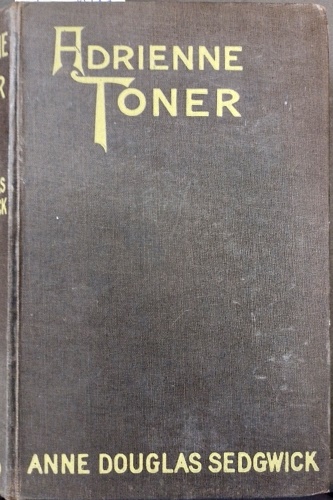 ADRIENNE
TONER
ANNE DOUGLAS SEDGWICK